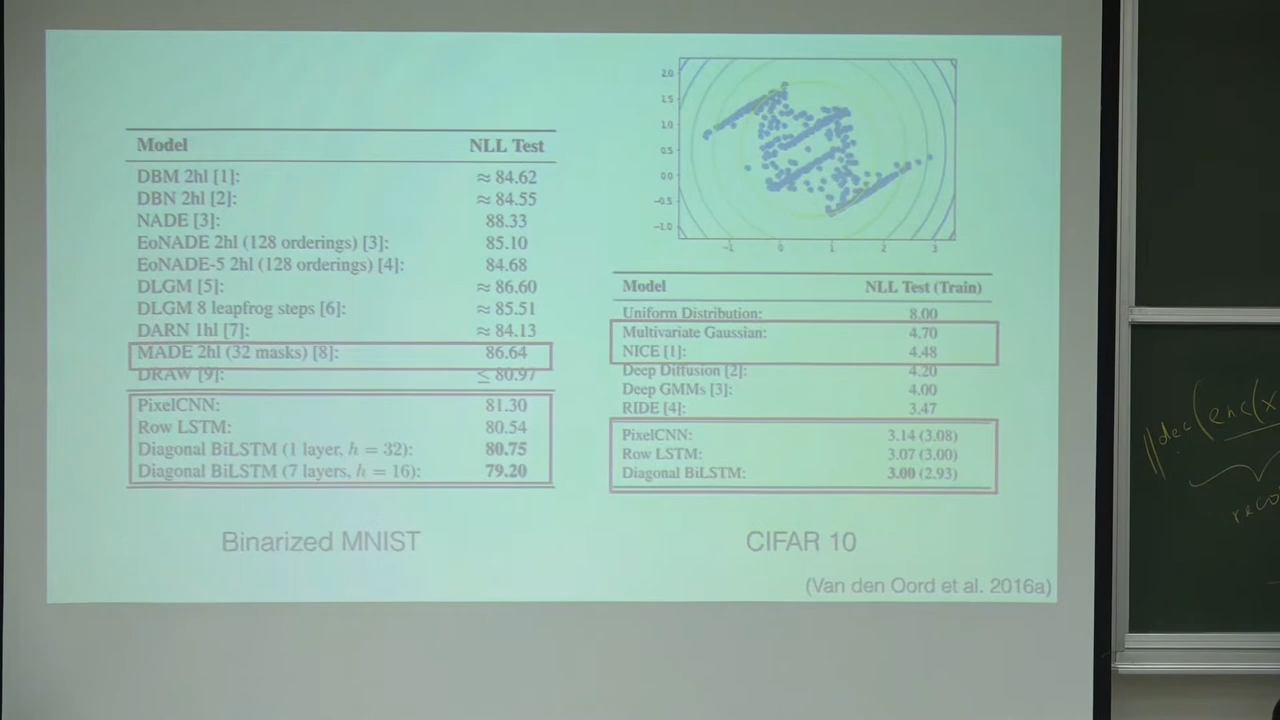 Model NLL Test
DBM 2hl [1]: ≈ 84.62
DBN 2hl [2]: ≈ 84.55
NADE [3]: 88.33
EoNADE 2hl (128 orderings) [3]: 85.10
EoNADE-5 2hl (128 orderings) [4]: 84.68
DLGM [5]: ≈ 86.60
DLGM 8 leapfrog steps [6]: ≈ 85.51
DARN 1hl [7]: ≈ 84.13
MADE 2hl (32 masks) [8]: 86.64
DRAW [9]: ≤ 80.97
PixelCNN: 81.30
Row LSTM: 80.54
Diagonal BiLSTM (1 layer, h = 32): 80.75
Diagonal BiLSTM (7 layers, h = 16): 79.20
Binarized MNIST
2.0
1.5
1.0
0.5
0.0
−0.5
−1.0
−1 0 1 2 3
Model NLL Test (Train)
Uniform Distribution: 8.00
Multivariate Gaussian: 4.70
NICE [1]: 4.48
Deep Diffusion [2]: 4.20
Deep GMMs [3]: 4.00
RIDE [4]: 3.47
PixelCNN: 3.14 (3.08)
Row LSTM: 3.07 (3.00)
Diagonal BiLSTM: 3.00 (2.93)
CIFAR 10
(Van den Oord et al. 2016a)
||dec(enc(x
reco